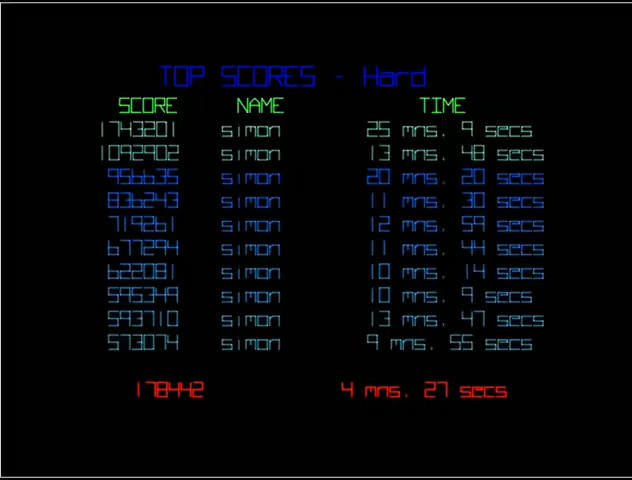 TOP SCORES - Hard
SCORE NAME TIME
1743201 simon 25 mns. 9 secs
1092902 simon 13 mns. 48 secs
956635 simon 20 mns. 20 secs
836243 simon 11 mns. 30 secs
719261 simon 12 mns. 59 secs
677294 simon 11 mns. 44 secs
622081 simon 10 mns. 14 secs
595349 simon 10 mns. 9 secs
593710 simon 13 mns. 47 secs
573074 simon 9 mns. 55 secs
178442 4 mns. 27 secs